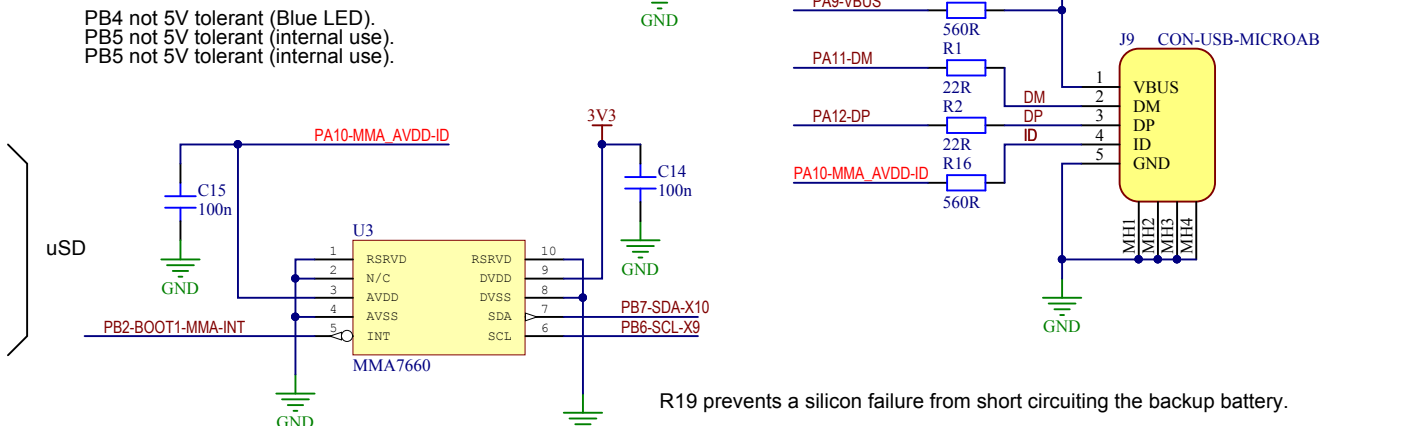 PB4 not 5V tolerant (Blue LED).
PB5 not 5V tolerant (internal use).
PB5 not 5V tolerant (internal use).
GND
PA9-VBUS
560R
R1
PA11-DM
22R
R2
PA12-DP
22R
R16
PA10-MMA_AVDD-ID
560R
DM
DP
ID
J9 CON-USB-MICROAB
1 VBUS
2 DM
3 DP
4 ID
5 GND
MH1
MH2
MH3
MH4
GND
uSD
PA10-MMA_AVDD-ID
C15
100n
GND
3V3
C14
100n
GND
U3
1 RSRVD RSRVD 10
2 N/C DVDD 9
3 AVDD DVSS 8
4 AVSS SDA 7
5 INT SCL 6
MMA7660
PB2-BOOT1-MMA-INT
PB7-SDA-X10
PB6-SCL-X9
GND
R19 prevents a silicon failure from short circuiting the backup battery.